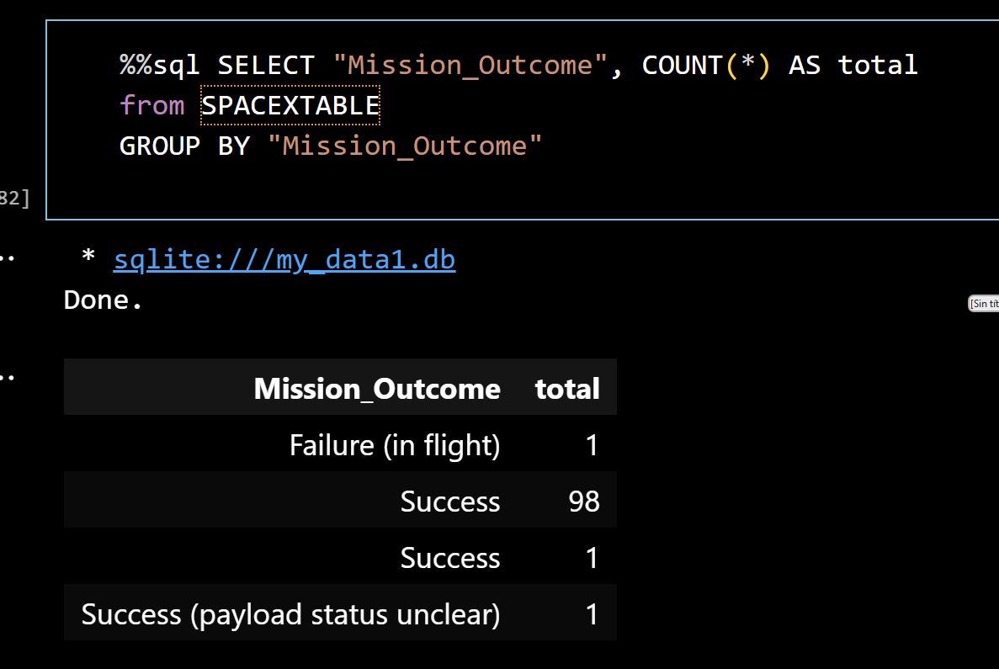 %%sql SELECT "Mission_Outcome", COUNT(*) AS total
from SPACEXTABLE
GROUP BY "Mission_Outcome"
82]
* sqlite:///my_data1.db
Done.
[Sin tít
Mission_Outcome total
Failure (in flight) 1
Success 98
Success 1
Success (payload status unclear) 1